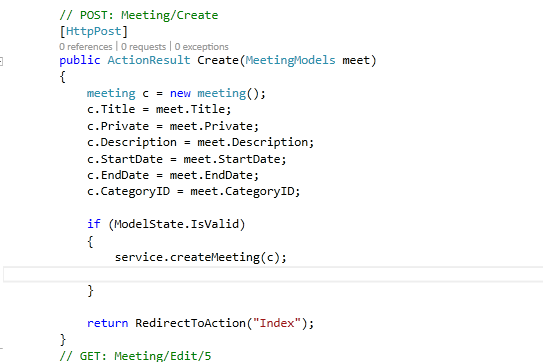 // POST: Meeting/Create
[HttpPost]
0 references | 0 requests | 0 exceptions
public ActionResult Create(MeetingModels meet)
{
meeting c = new meeting();
c.Title = meet.Title;
c.Private = meet.Private;
c.Description = meet.Description;
c.StartDate = meet.StartDate;
c.EndDate = meet.EndDate;
c.CategoryID = meet.CategoryID;
if (ModelState.IsValid)
{
service.createMeeting(c);
}
return RedirectToAction("Index");
}
// GET: Meeting/Edit/5